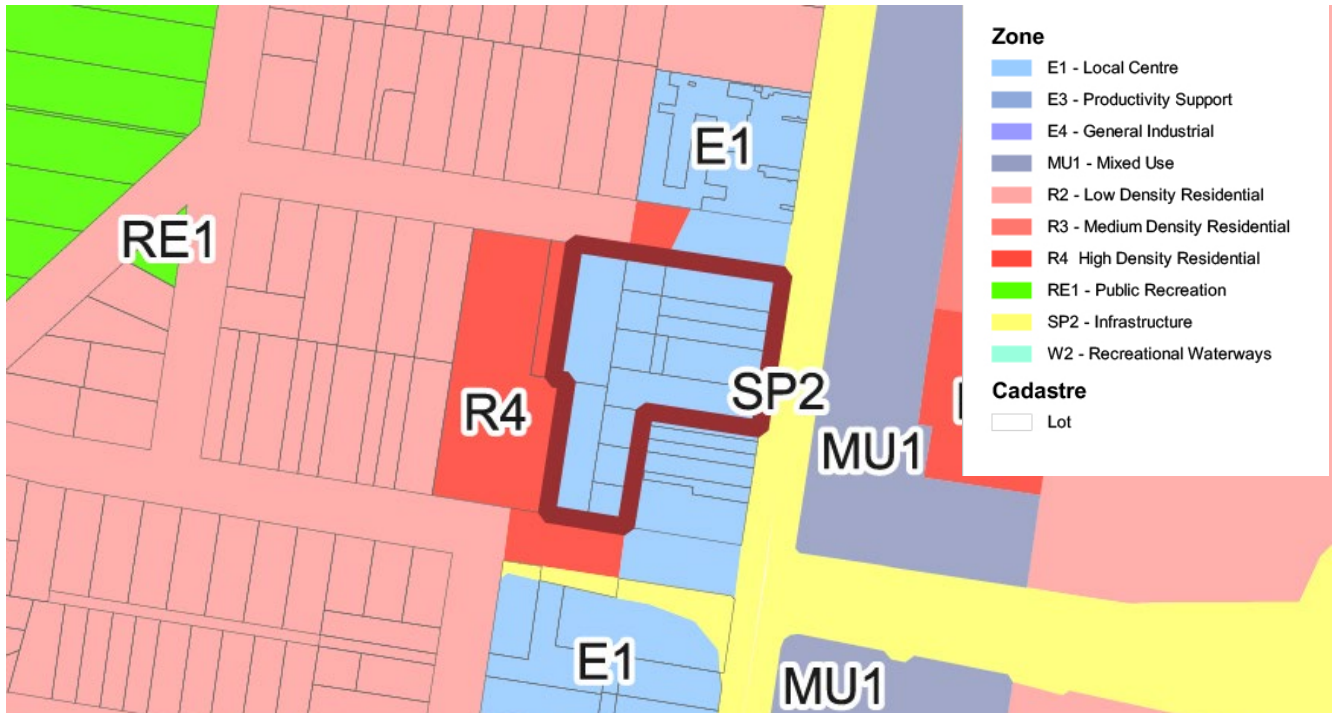 E1
RE1
R4
SP2
MU1
E1
MU1
Zone
E1 - Local Centre
E3 - Productivity Support
E4 - General Industrial
MU1 - Mixed Use
R2 - Low Density Residential
R3 - Medium Density Residential
R4 High Density Residential
RE1 - Public Recreation
SP2 - Infrastructure
W2 - Recreational Waterways
Cadastre
Lot